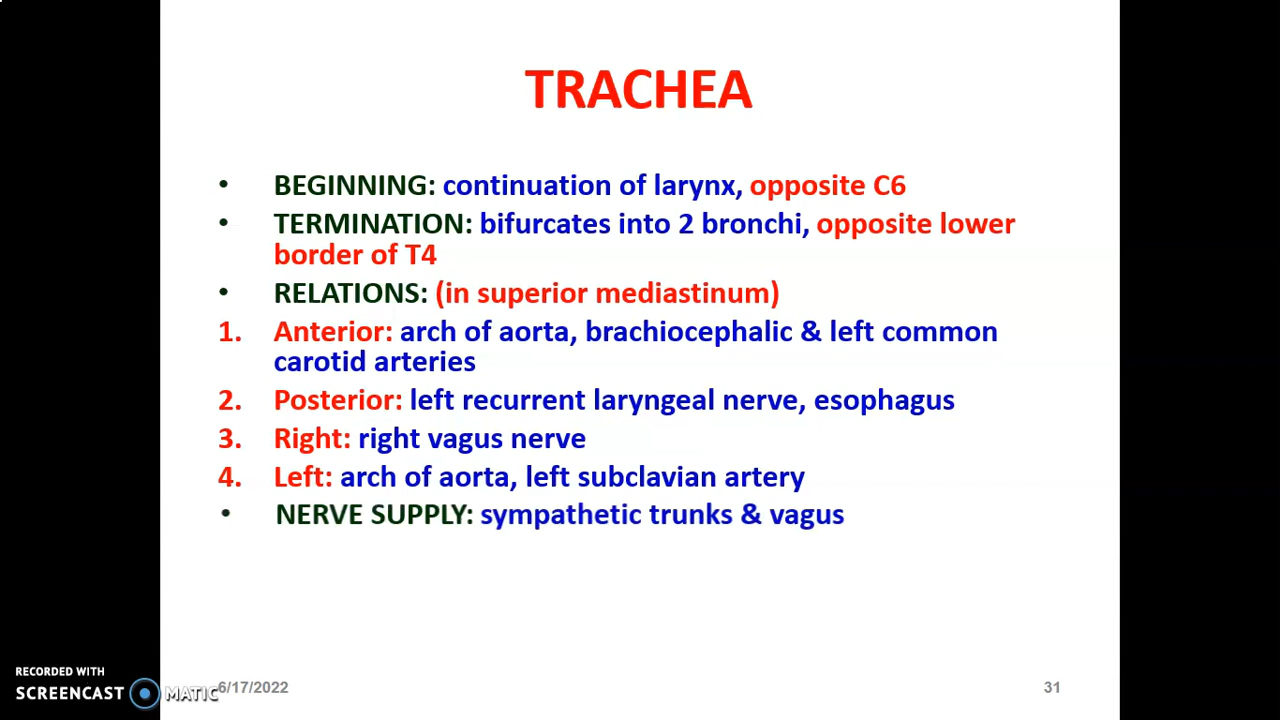 TRACHEA
• BEGINNING: continuation of larynx, opposite C6
• TERMINATION: bifurcates into 2 bronchi, opposite lower
border of T4
• RELATIONS: (in superior mediastinum)
1. Anterior: arch of aorta, brachiocephalic & left common
carotid arteries
2. Posterior: left recurrent laryngeal nerve, esophagus
3. Right: right vagus nerve
4. Left: arch of aorta, left subclavian artery
• NERVE SUPPLY: sympathetic trunks & vagus
RECORDED WITH
SCREENCAST MATIC
6/17/2022
31